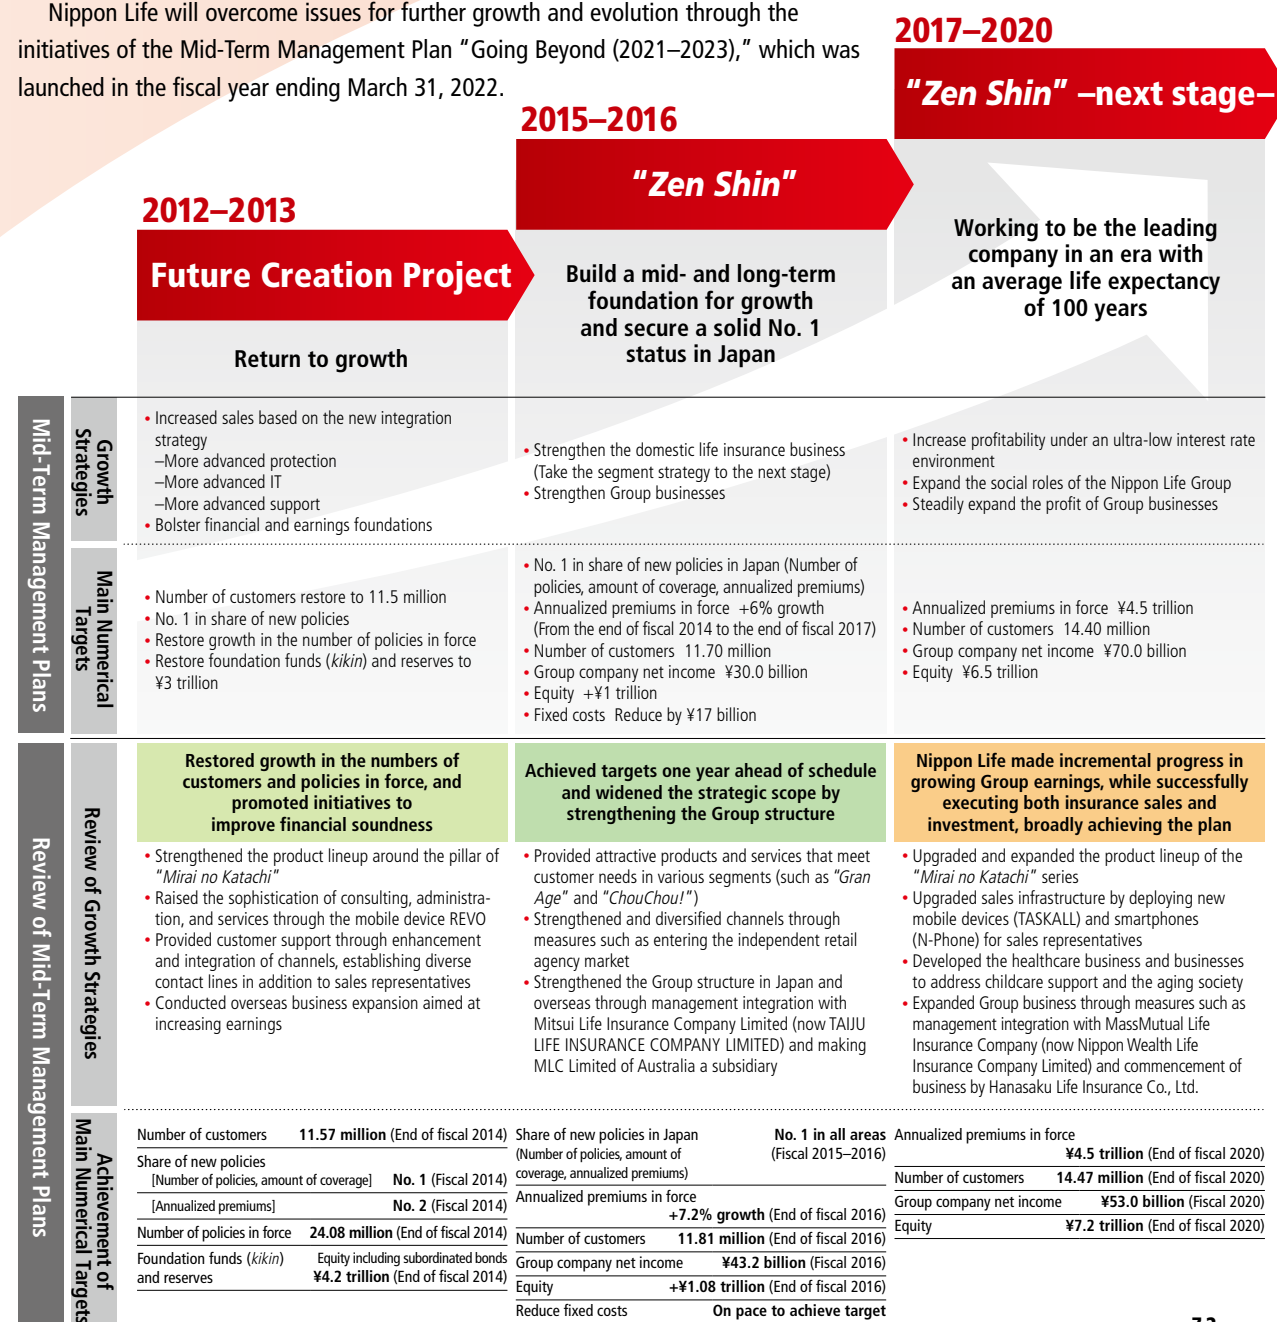 Nippon Life will overcome issues for further growth and evolution through the
initiatives of the Mid-Term Management Plan “Going Beyond (2021–2023),” which was
launched in the fiscal year ending March 31, 2022.
2012–2013
Future Creation Project
Return to growth
2015–2016
“Zen Shin”
Build a mid- and long-term
foundation for growth
and secure a solid No. 1
status in Japan
2017–2020
“Zen Shin” –next stage–
Working to be the leading
company in an era with
an average life expectancy
of 100 years
Mid-Term Management Plans
Growth
Strategies
• Increased sales based on the new integration
strategy
–More advanced protection
–More advanced IT
–More advanced support
• Bolster financial and earnings foundations
• Strengthen the domestic life insurance business
(Take the segment strategy to the next stage)
• Strengthen Group businesses
• Increase profitability under an ultra-low interest rate
environment
• Expand the social roles of the Nippon Life Group
• Steadily expand the profit of Group businesses
Main Numerical
Targets
• Number of customers restore to 11.5 million
• No. 1 in share of new policies
• Restore growth in the number of policies in force
• Restore foundation funds (kikin) and reserves to
¥3 trillion
• No. 1 in share of new policies in Japan (Number of
policies, amount of coverage, annualized premiums)
• Annualized premiums in force +6% growth
(From the end of fiscal 2014 to the end of fiscal 2017)
• Number of customers 11.70 million
• Group company net income ¥30.0 billion
• Equity +¥1 trillion
• Fixed costs Reduce by ¥17 billion
• Annualized premiums in force ¥4.5 trillion
• Number of customers 14.40 million
• Group company net income ¥70.0 billion
• Equity ¥6.5 trillion
Review of Mid-Term Management Plans
Review of Growth Strategies
Restored growth in the numbers of
customers and policies in force, and
promoted initiatives to
improve financial soundness
• Strengthened the product lineup around the pillar of
“Mirai no Katachi”
• Raised the sophistication of consulting, administra-
tion, and services through the mobile device REVO
• Provided customer support through enhancement
and integration of channels, establishing diverse
contact lines in addition to sales representatives
• Conducted overseas business expansion aimed at
increasing earnings
Achieved targets one year ahead of schedule
and widened the strategic scope by
strengthening the Group structure
• Provided attractive products and services that meet
customer needs in various segments (such as “Gran
Age” and “ChouChou!”)
• Strengthened and diversified channels through
measures such as entering the independent retail
agency market
• Strengthened the Group structure in Japan and
overseas through management integration with
Mitsui Life Insurance Company Limited (now TAIJU
LIFE INSURANCE COMPANY LIMITED) and making
MLC Limited of Australia a subsidiary
Nippon Life made incremental progress in
growing Group earnings, while successfully
executing both insurance sales and
investment, broadly achieving the plan
• Upgraded and expanded the product lineup of the
“Mirai no Katachi” series
• Upgraded sales infrastructure by deploying new
mobile devices (TASKALL) and smartphones
(N-Phone) for sales representatives
• Developed the healthcare business and businesses
to address childcare support and the aging society
• Expanded Group business through measures such as
management integration with MassMutual Life
Insurance Company (now Nippon Wealth Life
Insurance Company Limited) and commencement of
business by Hanasaku Life Insurance Co., Ltd.
Achievement of
Main Numerical Targets
Number of customers 11.57 million (End of fiscal 2014)
Share of new policies
[Number of policies, amount of coverage] No. 1 (Fiscal 2014)
[Annualized premiums] No. 2 (Fiscal 2014)
Number of policies in force 24.08 million (End of fiscal 2014)
Foundation funds (kikin) Equity including subordinated bonds
and reserves ¥4.2 trillion (End of fiscal 2014)
Share of new policies in Japan No. 1 in all areas
(Number of policies, amount of (Fiscal 2015–2016)
coverage, annualized premiums)
Annualized premiums in force
+7.2% growth (End of fiscal 2016)
Number of customers 11.81 million (End of fiscal 2016)
Group company net income ¥43.2 billion (Fiscal 2016)
Equity +¥1.08 trillion (End of fiscal 2016)
Reduce fixed costs On pace to achieve target
Annualized premiums in force
¥4.5 trillion (End of fiscal 2020)
Number of customers 14.47 million (End of fiscal 2020)
Group company net income ¥53.0 billion (Fiscal 2020)
Equity ¥7.2 trillion (End of fiscal 2020)